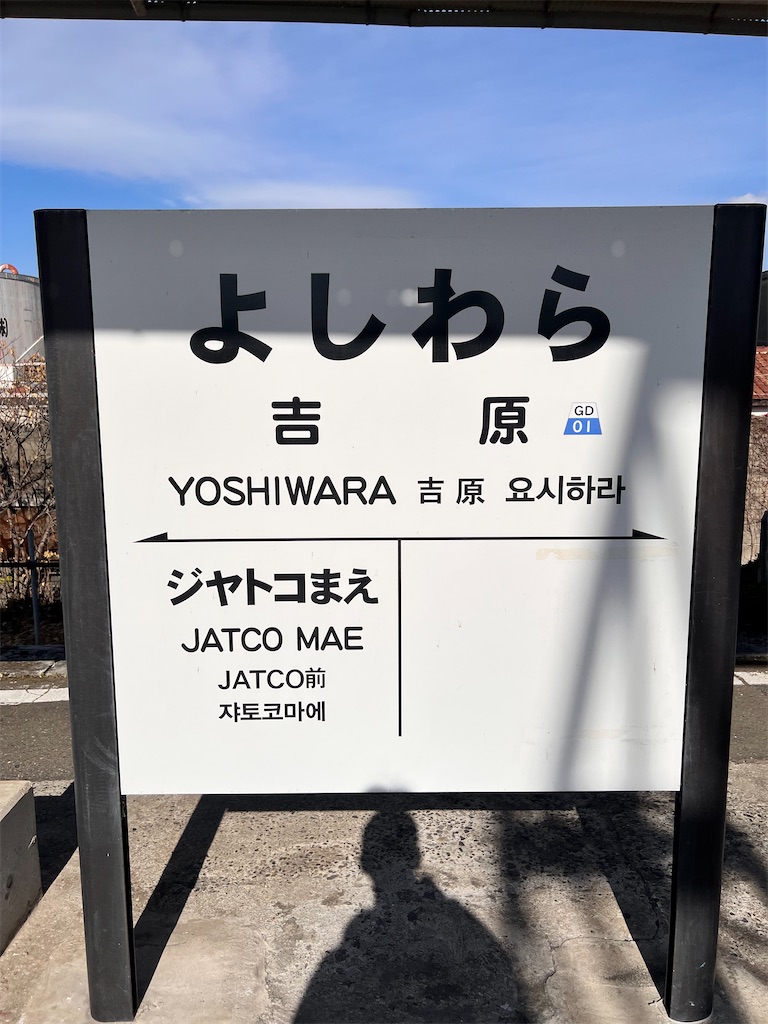 よしわら
吉原
GD
01
YOSHIWARA 吉原 요시하라
ジヤトコまえ
JATCO MAE
JATCO前
쟈토코마에
㈱